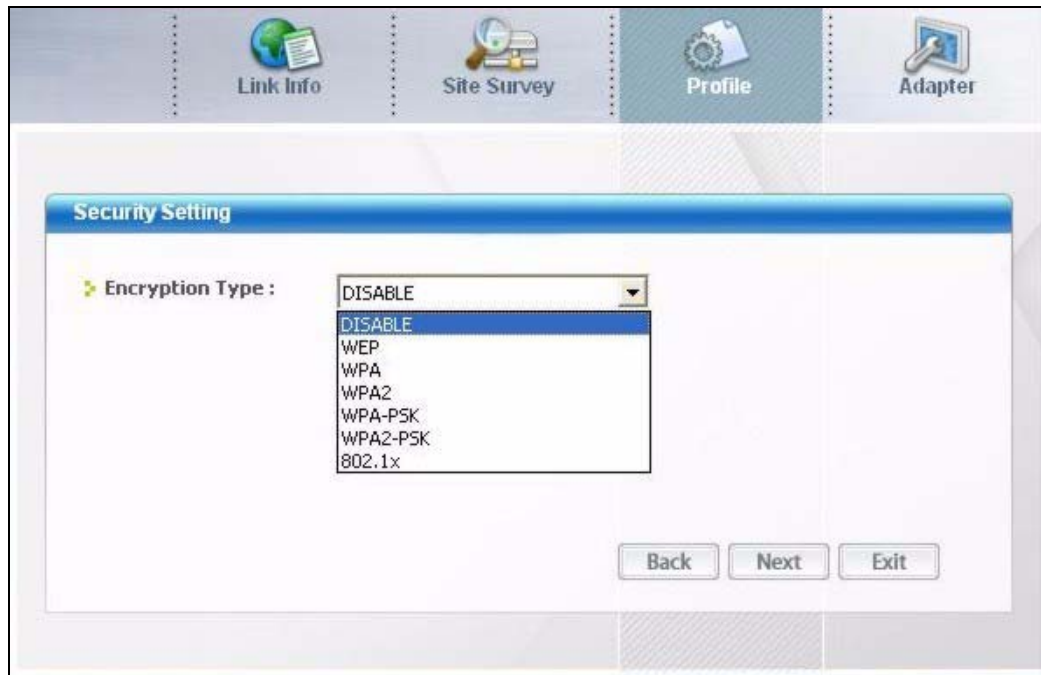 Link Info Site Survey Profile Adapter
Security Setting
Encryption Type : DISABLE
DISABLE
WEP
WPA
WPA2
WPA-PSK
WPA2-PSK
802.1x
Back Next Exit